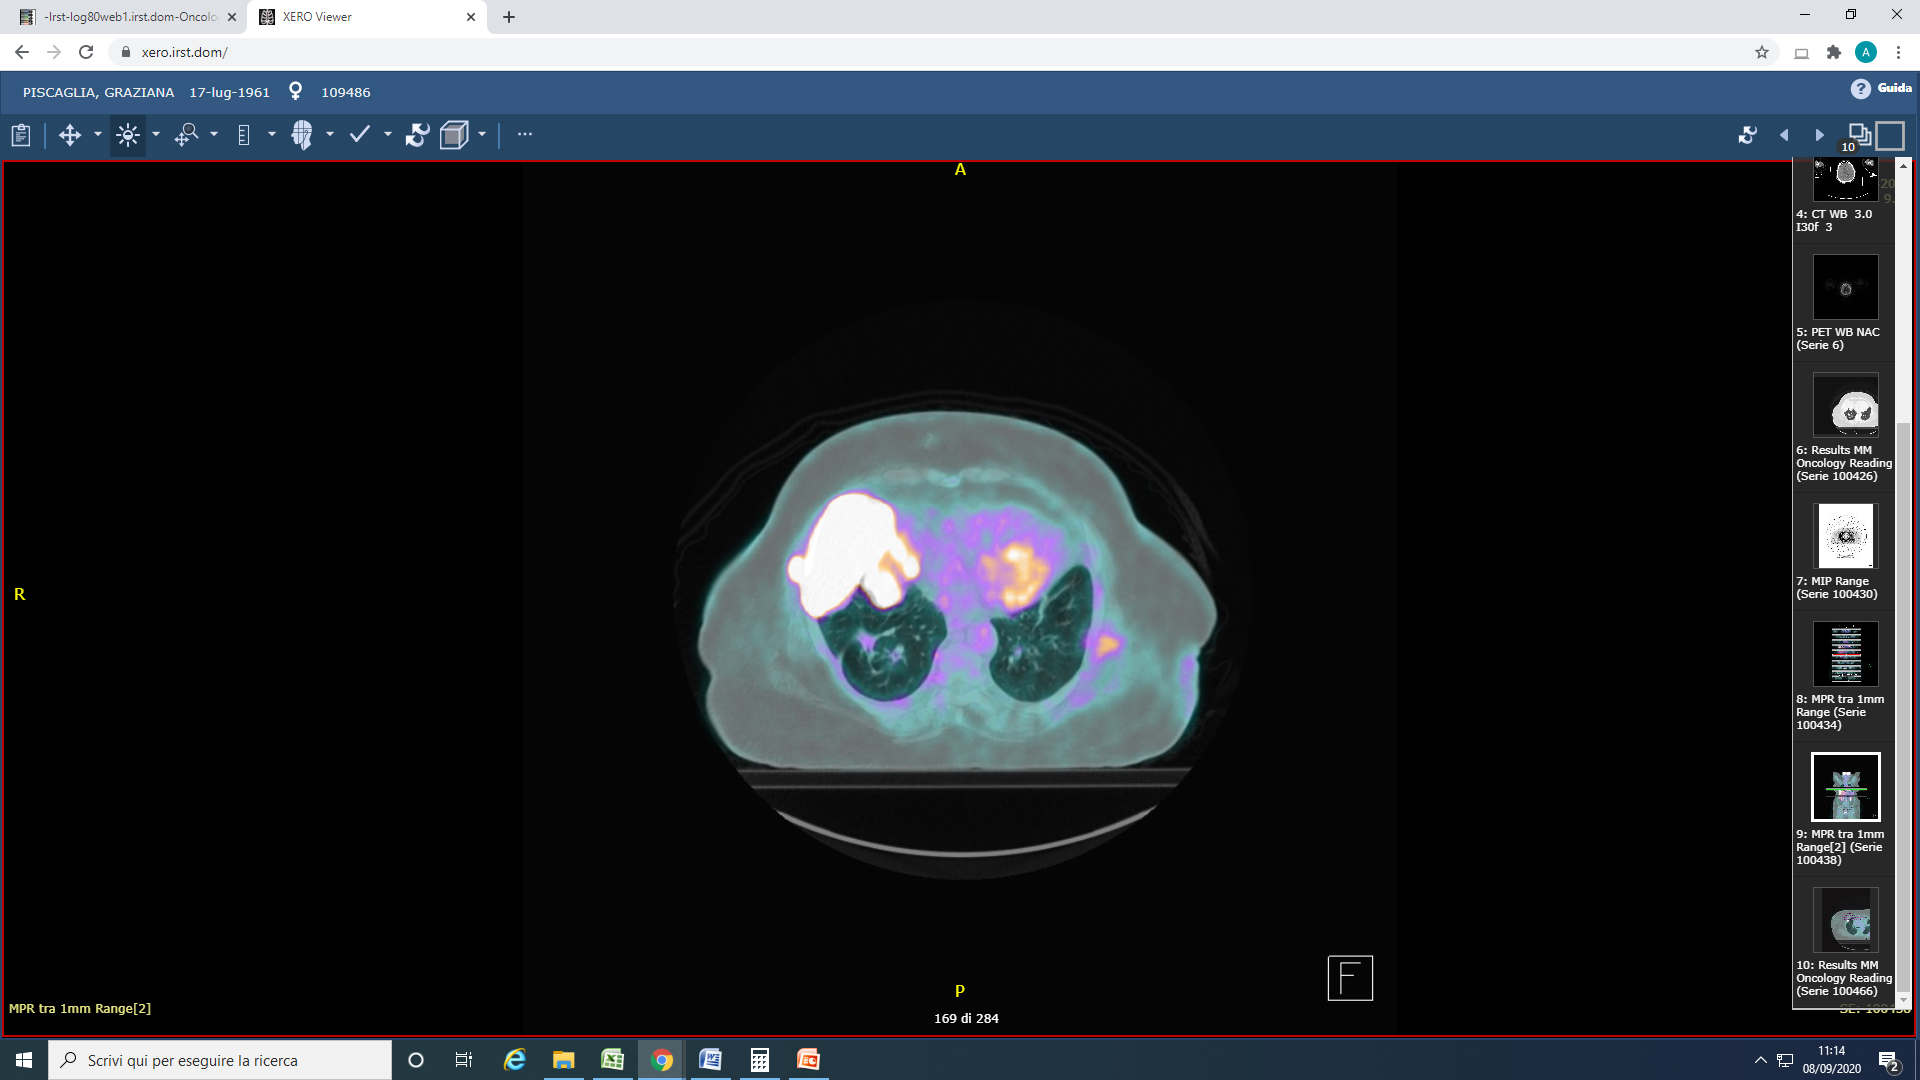 -Irst-log80web1.irst.dom-Oncolo
XERO Viewer
xero.irst.dom/
A
PISCAGLIA, GRAZIANA 17-lug-1961 109486
? Guida
10
A
R
P
F
MPR tra 1mm Range[2]
169 di 284
4: CT WB 3.0
I30f 3
5: PET WB NAC
(Serie 6)
6: Results MM
Oncology Reading
(Serie 100426)
7: MIP Range
(Serie 100430)
8: MPR tra 1mm
Range (Serie
100434)
9: MPR tra 1mm
Range[2] (Serie
100438)
10: Results MM
Oncology Reading
(Serie 100466)
Scrivi qui per eseguire la ricerca
11:14
08/09/2020
2